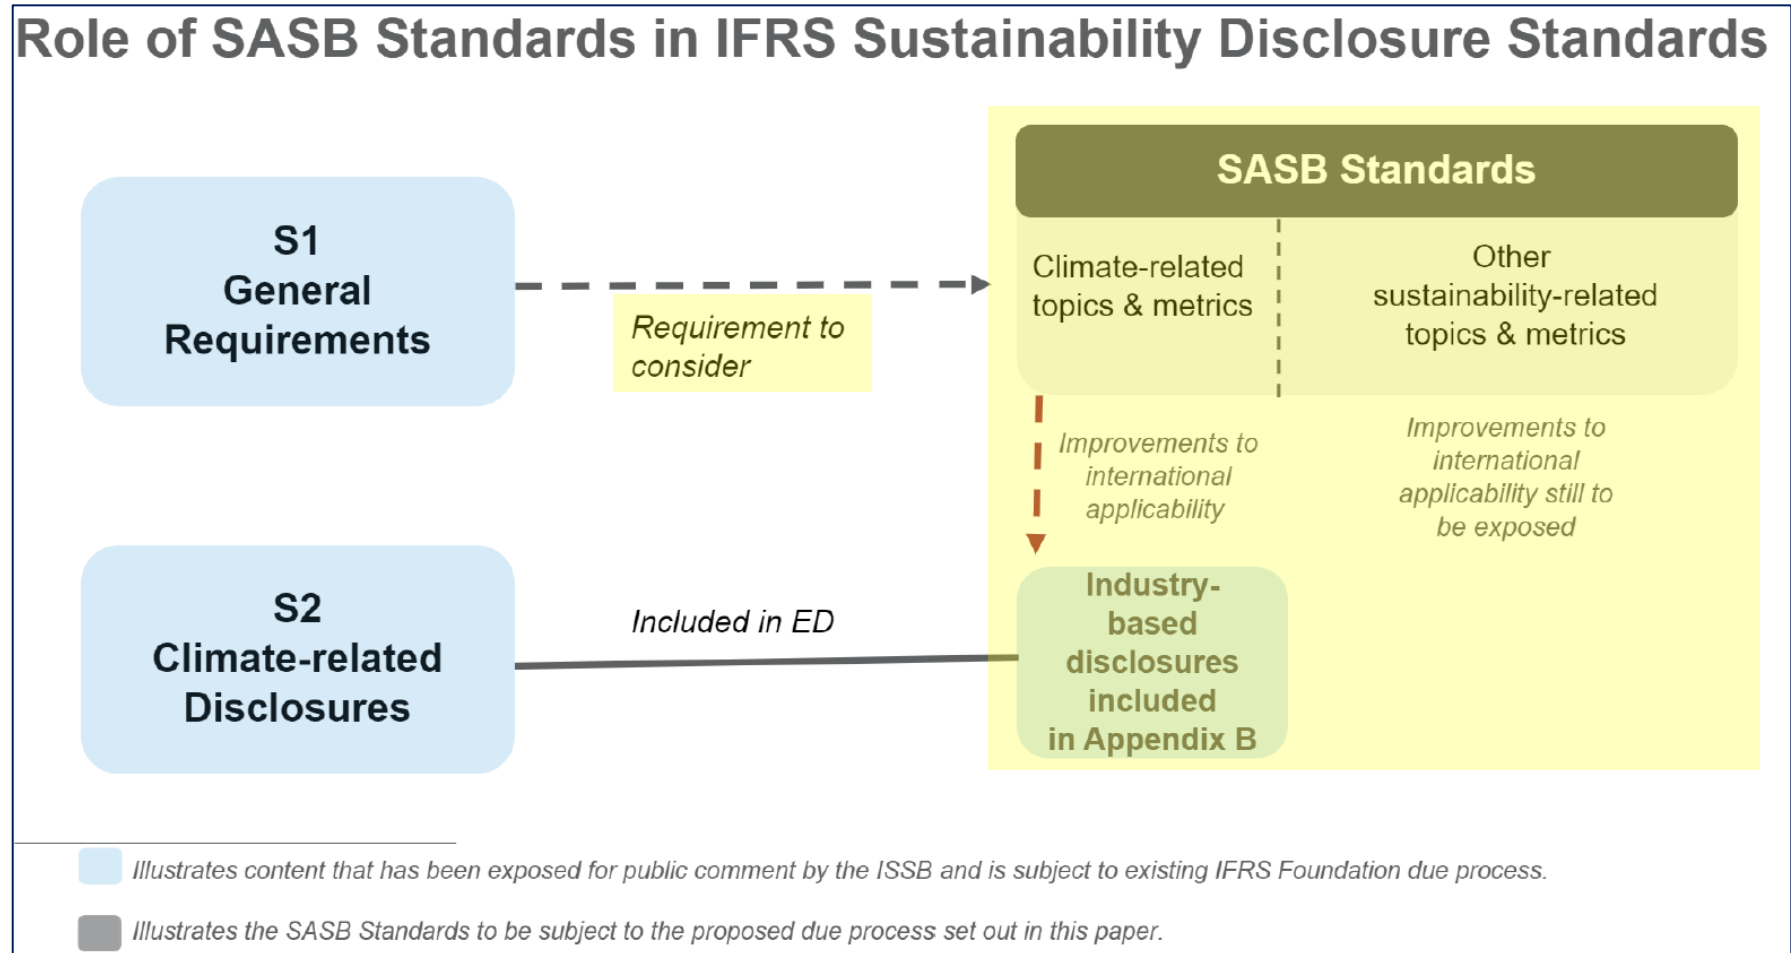 Role of SASB Standards in IFRS Sustainability Disclosure Standards
S1
General
Requirements
Requirement to
consider
SASB Standards
Climate-related
topics & metrics
Other
sustainability-related
topics & metrics
Improvements to
international
applicability
Improvements to
international
applicability still to
be exposed
S2
Climate-related
Disclosures
Included in ED
Industry-
based
disclosures
included
in Appendix B
Illustrates content that has been exposed for public comment by the ISSB and is subject to existing IFRS Foundation due process.
Illustrates the SASB Standards to be subject to the proposed due process set out in this paper.